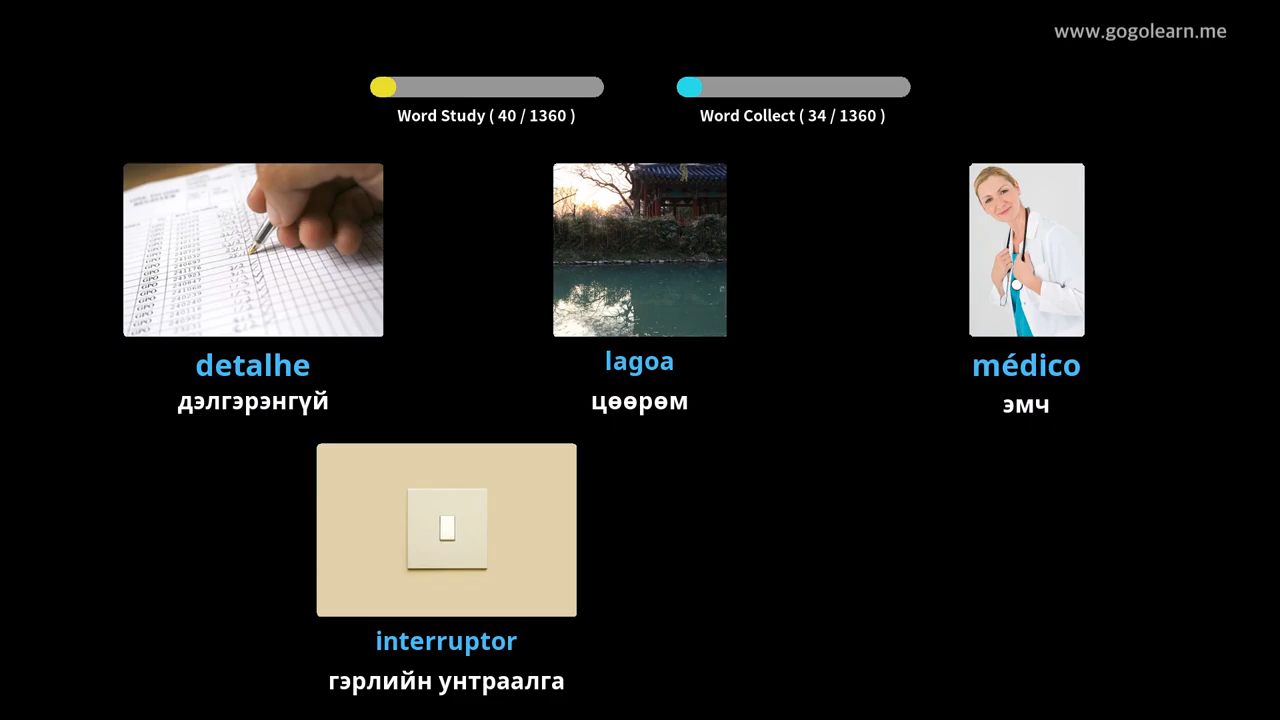 www.gogolearn.me
Word Study ( 40 / 1360 )
Word Collect ( 34 / 1360 )
detalhe
дэлгэрэнгүй
lagoa
цөөрөм
médico
эмч
interruptor
гэрлийн унтраалга